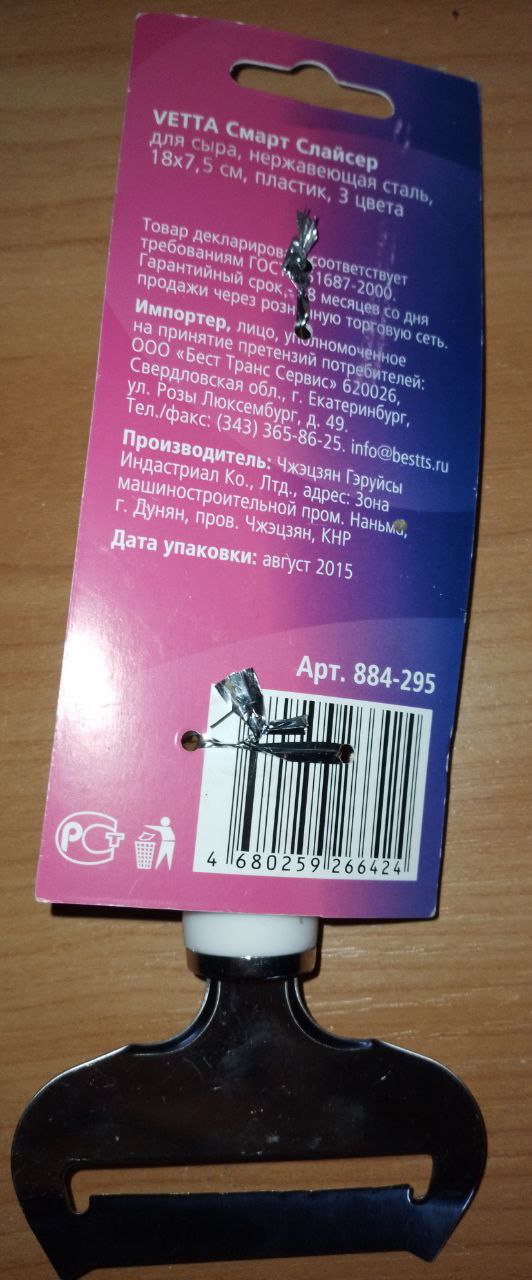 VETTA Смарт Слайсер
для сыра, нержавеющая сталь,
18х7,5 см, пластик, 3 цвета
Товар соответствует
требованиям 51687-2000.
Гарантийный срок - 8 месяцев со дня
продажи через торговую сеть.
Импортер, лицо, уполномоченное
на принятие претензий потребителей:
ООО «Бест Транс Сервис» 620026,
Свердловская обл., г. Екатеринбург,
ул. Розы Люксембург, д. 49.
Тел./факс: (343) 365-86-25. info@bestts.ru
Производитель: Чжэцзян Гэруйсы
Индастриал Ко., Лтд., адрес: Зона
машиностроительной пром. Наньма,
г. Дунян, пров. Чжэцзян, КНР
Дата упаковки: август 2015
Арт. 884-295
4 680259 266424
РСТ